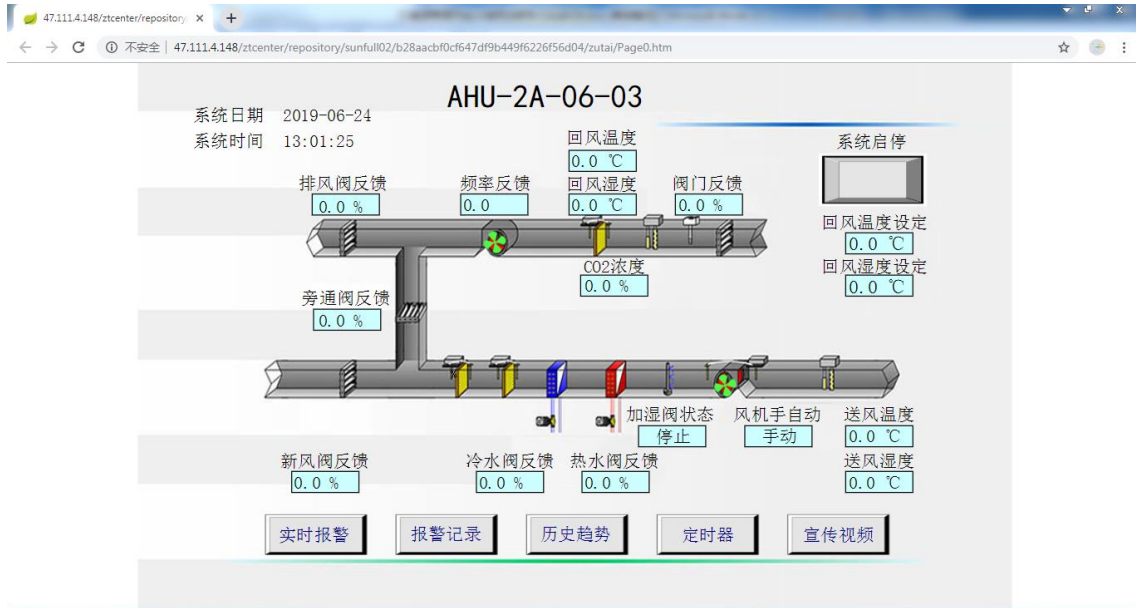 47.111.4.148/ztcenter/repository
不安全 47.111.4.148/ztcenter/repository/sunfull02/b28aacbf0cf647df9b449f6226f56d04/zutai/Page0.htm
AHU-2A-06-03
系统日期 2019-06-24
系统时间 13:01:25
回风温度
0.0 ℃
系统启停
排风阀反馈 频率反馈 回风湿度 阀门反馈
0.0 % 0.0 0.0 ℃ 0.0 %
回风温度设定
0.0 ℃
CO2浓度 回风湿度设定
0.0 % 0.0 ℃
旁通阀反馈
0.0 %
加湿阀状态 风机手自动 送风温度
停止 手动 0.0 ℃
新风阀反馈 冷水阀反馈 热水阀反馈 送风湿度
0.0 % 0.0 % 0.0 % 0.0 ℃
实时报警 报警记录 历史趋势 定时器 宣传视频